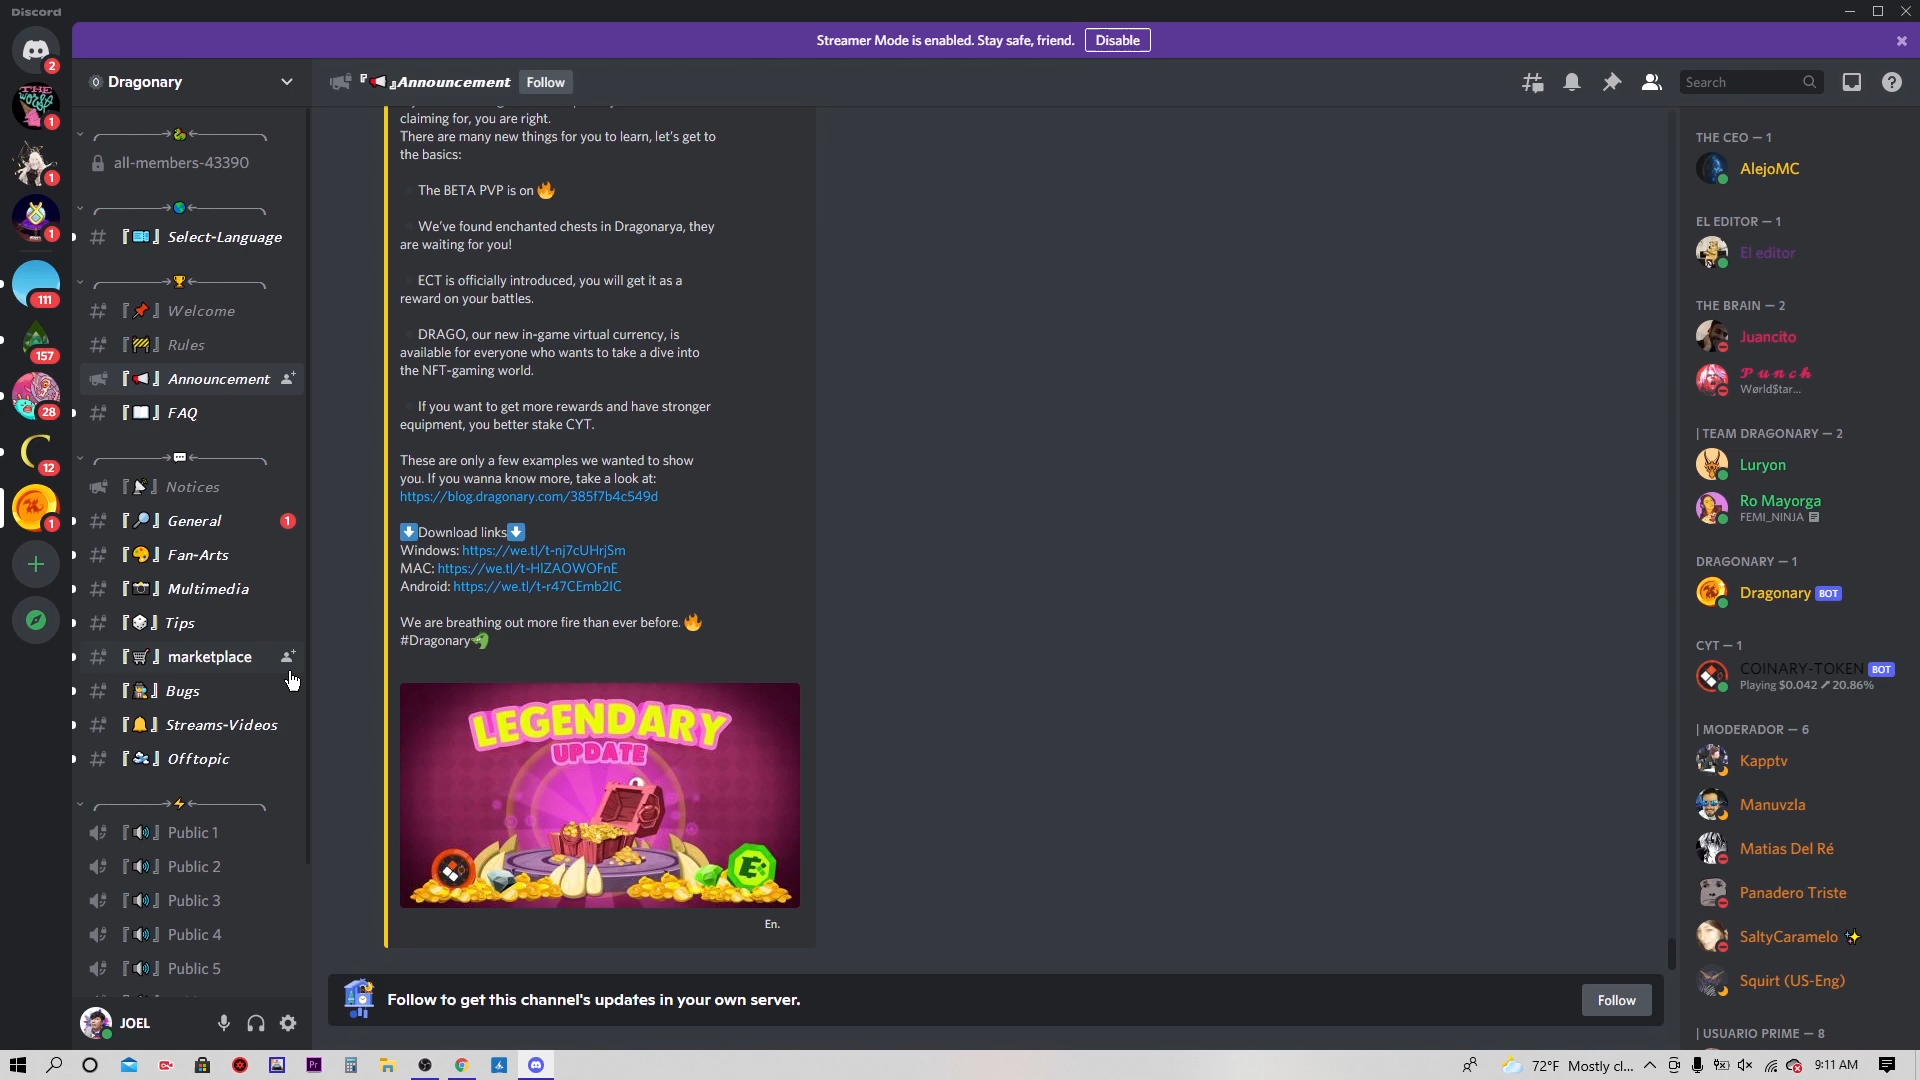 Discord
Streamer Mode is enabled. Stay safe, friend.
Disable
Dragonary
『📢』Announcement
Follow
Search
2
1
1
1
111
157
28
12
1
all-members-43390
『』Select-Language
『📌』Welcome
『🚧』Rules
『📢』Announcement
『📖』FAQ
『📡』Notices
『🔎』General
1
『🎨』Fan-Arts
『📷』Multimedia
『🎲』Tips
『🛒』marketplace
『』Bugs
『🔔』Streams-Videos
『』Offtopic
『🔊』Public 1
『🔊』Public 2
『🔊』Public 3
『🔊』Public 4
『🔊』Public 5
JOEL
claiming for, you are right.
There are many new things for you to learn, let's get to
the basics:
The BETA PVP is on 🔥
We've found enchanted chests in Dragonarya, they
are waiting for you!
ECT is officially introduced, you will get it as a
reward on your battles.
DRAGO, our new in-game virtual currency, is
available for everyone who wants to take a dive into
the NFT-gaming world.
If you want to get more rewards and have stronger
equipment, you better stake CYT.
These are only a few examples we wanted to show
you. If you wanna know more, take a look at:
https://blog.dragonary.com/385f7b4c549d
⬇️Download links⬇️
Windows: https://we.tl/t-nj7cUHrjSm
MAC: https://we.tl/t-HIZAOWOFnE
Android: https://we.tl/t-r47CEmb2IC
We are breathing out more fire than ever before. 🔥
#Dragonary
LEGENDARY
UPDATE
En.
Follow to get this channel's updates in your own server.
Follow
THE CEO — 1
AlejoMC
EL EDITOR — 1
El editor
THE BRAIN — 2
Juancito
𝓟𝓾𝓷𝓬𝓱
Wørld$tar...
| TEAM DRAGONARY — 2
Luryon
Ro Mayorga
FEMI_NINJA
DRAGONARY — 1
Dragonary BOT
CYT — 1
COINARY-TOKEN BOT
Playing $0.042 ↗ 20.86%
| MODERADOR — 6
Kapptv
Manuvzla
Matias Del Ré
Panadero Triste
SaltyCaramelo ✨
Squirt (US-Eng)
| USUARIO PRIME — 8
72°F Mostly cl...
9:11 AM